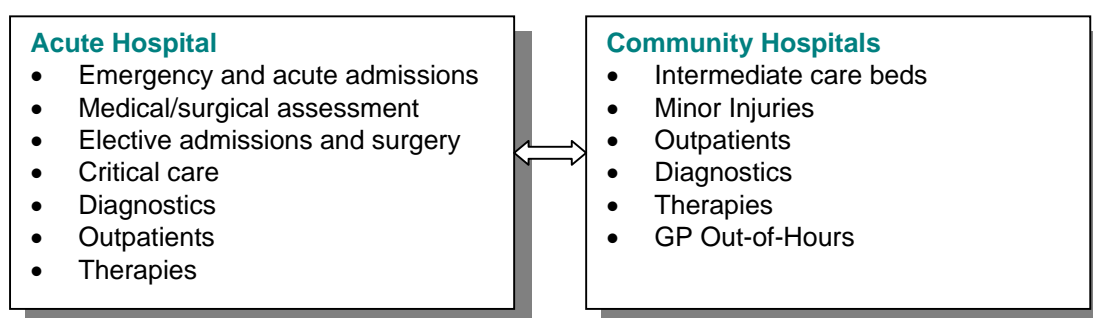 Acute Hospital
• Emergency and acute admissions
• Medical/surgical assessment
• Elective admissions and surgery
• Critical care
• Diagnostics
• Outpatients
• Therapies
Community Hospitals
• Intermediate care beds
• Minor Injuries
• Outpatients
• Diagnostics
• Therapies
• GP Out-of-Hours